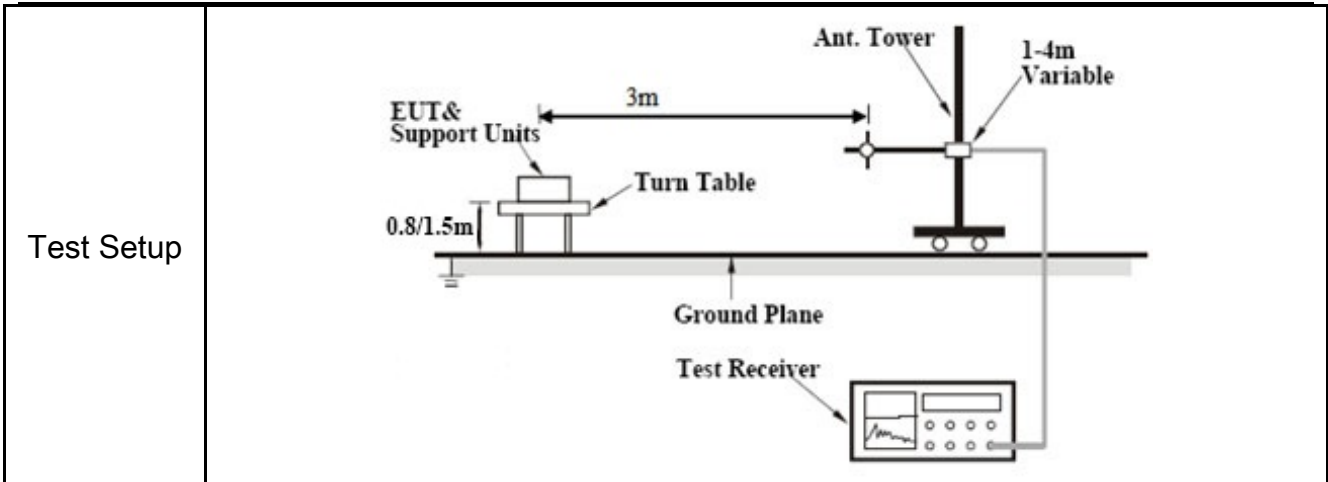 Test Setup
Ant. Tower
1-4m
Variable
3m
EUT&
Support Units
Turn Table
0.8/1.5m
Ground Plane
Test Receiver